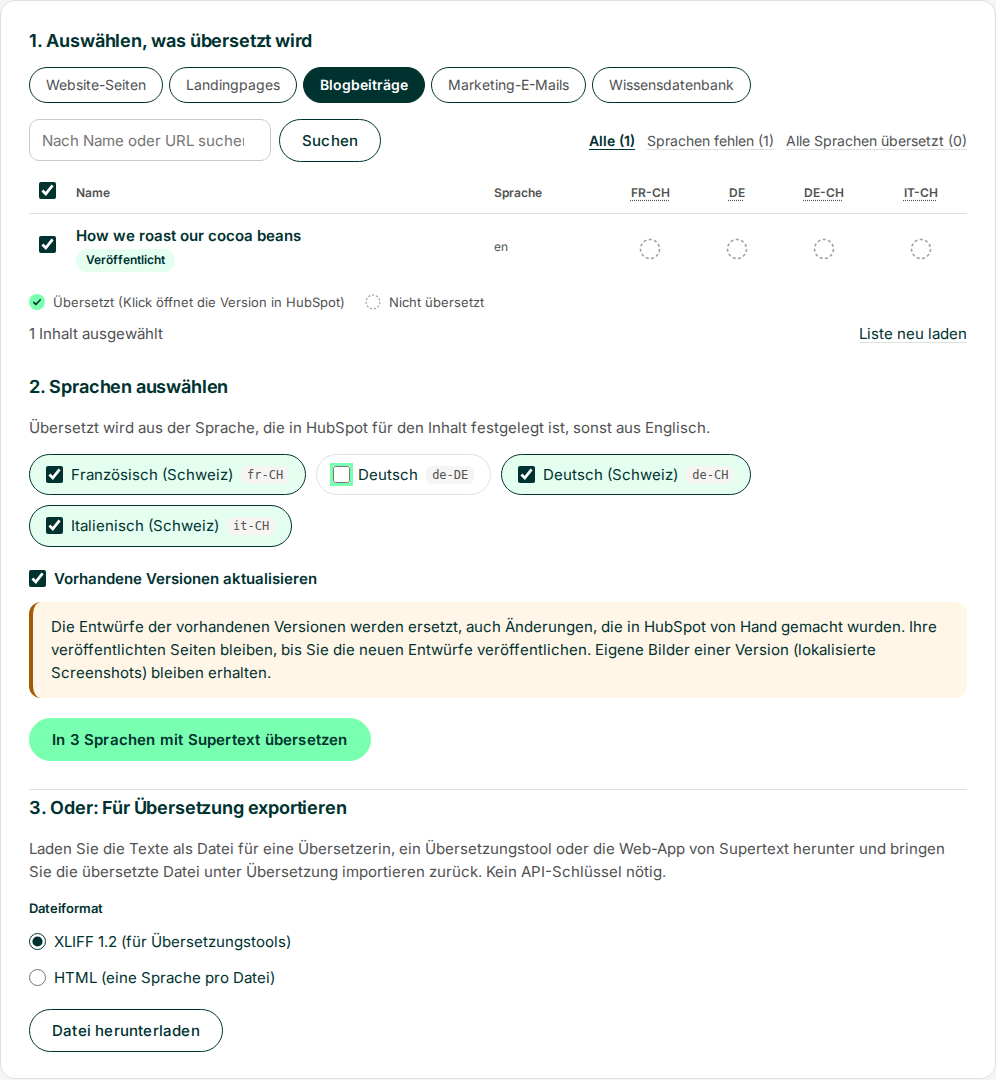 1. Auswählen, was übersetzt wird
Website-Seiten
Landingpages
Blogbeiträge
Marketing-E-Mails
Wissensdatenbank
Nach Name oder URL suchen
Suchen
Alle (1)
Sprachen fehlen (1)
Alle Sprachen übersetzt (0)
Name
Sprache
FR-CH
DE
DE-CH
IT-CH
How we roast our cocoa beans
en
Veröffentlicht
Übersetzt (Klick öffnet die Version in HubSpot)
Nicht übersetzt
1 Inhalt ausgewählt
Liste neu laden
2. Sprachen auswählen
Übersetzt wird aus der Sprache, die in HubSpot für den Inhalt festgelegt ist, sonst aus Englisch.
Französisch (Schweiz) fr-CH
Deutsch de-DE
Deutsch (Schweiz) de-CH
Italienisch (Schweiz) it-CH
Vorhandene Versionen aktualisieren
Die Entwürfe der vorhandenen Versionen werden ersetzt, auch Änderungen, die in HubSpot von Hand gemacht wurden. Ihre
veröffentlichten Seiten bleiben, bis Sie die neuen Entwürfe veröffentlichen. Eigene Bilder einer Version (lokalisierte
Screenshots) bleiben erhalten.
In 3 Sprachen mit Supertext übersetzen
3. Oder: Für Übersetzung exportieren
Laden Sie die Texte als Datei für eine Übersetzerin, ein Übersetzungstool oder die Web-App von Supertext herunter und bringen
Sie die übersetzte Datei unter Übersetzung importieren zurück. Kein API-Schlüssel nötig.
Dateiformat
XLIFF 1.2 (für Übersetzungstools)
HTML (eine Sprache pro Datei)
Datei herunterladen